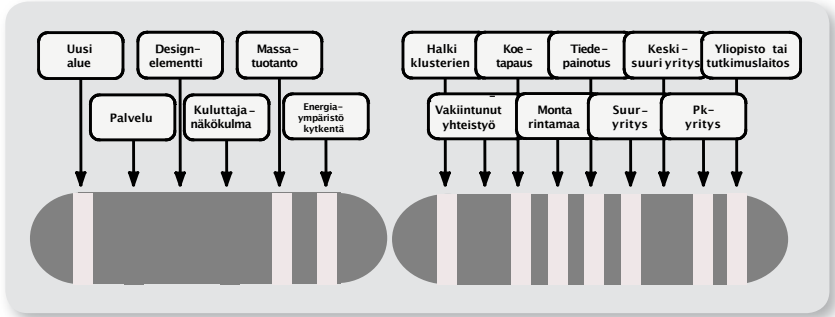 Uusi
alue
Design-
elementti
Massa-
tuotanto
Palvelu
Kuluttaja-
näkökulma
Energia-
ympäristö
kytkentä
Halki
klusterien
Koe-
tapaus
Tiede-
painotus
Keski-
suuri yritys
Yliopisto tai
tutkimuslaitos
Vakiintunut
yhteistyö
Monta
rintamaa
Suur-
yritys
Pk-
yritys